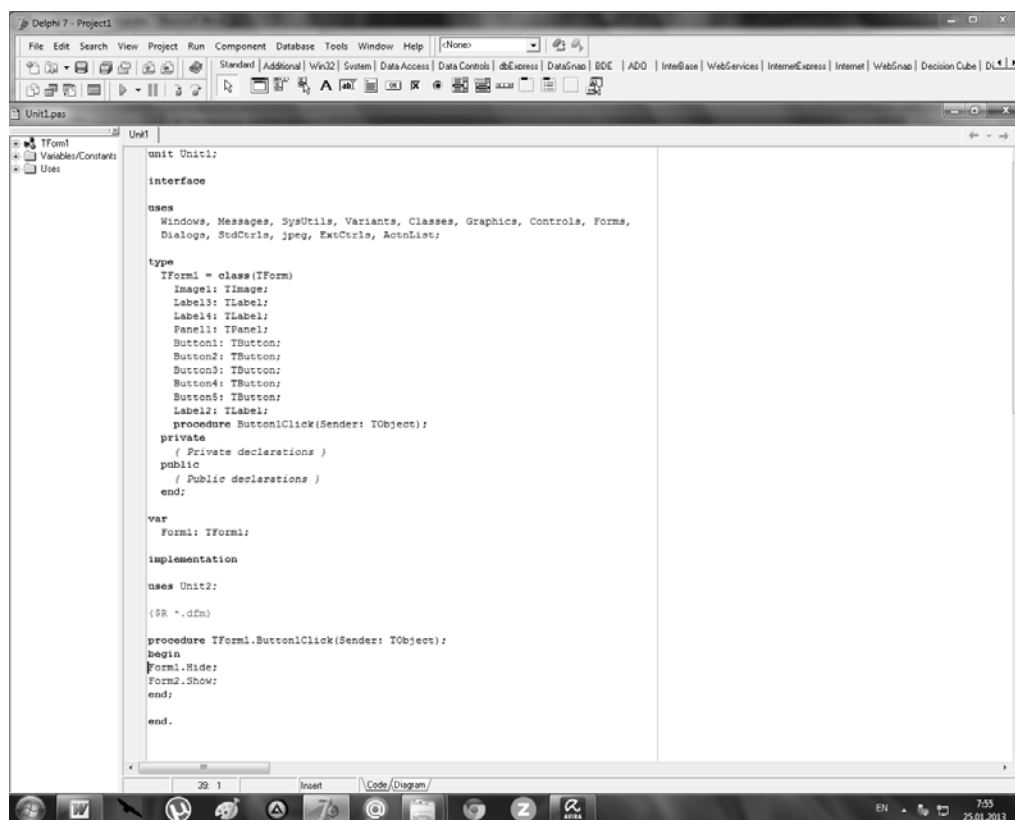 Delphi 7 - Project1
File Edit Search View Project Run Component Database Tools Window Help <None>
Standard Additional Win32 System Data Access Data Controls dbExpress DataSnap BDE ADO InterBase WebServices InternetExpress Internet WebSnap Decision Cube
Unit1.pas
TForm1
Variables/Constants
Uses
Unit1
unit Unit1;
interface
uses
Windows, Messages, SysUtils, Variants, Classes, Graphics, Controls, Forms,
Dialogs, StdCtrls, jpeg, ExtCtrls, ActnList;
type
TForm1 = class(TForm)
Image1: TImage;
Label3: TLabel;
Label4: TLabel;
Panel1: TPanel;
Button1: TButton;
Button2: TButton;
Button3: TButton;
Button4: TButton;
Button5: TButton;
Label2: TLabel;
procedure Button1Click(Sender: TObject);
private
{ Private declarations }
public
{ Public declarations }
end;
var
Form1: TForm1;
implementation
uses Unit2;
{$R *.dfm}
procedure TForm1.Button1Click(Sender: TObject);
begin
Form1.Hide;
Form2.Show;
end;
end.
39: 1 Insert Code Diagram
EN 7:55
25.01.2013
AVIRA